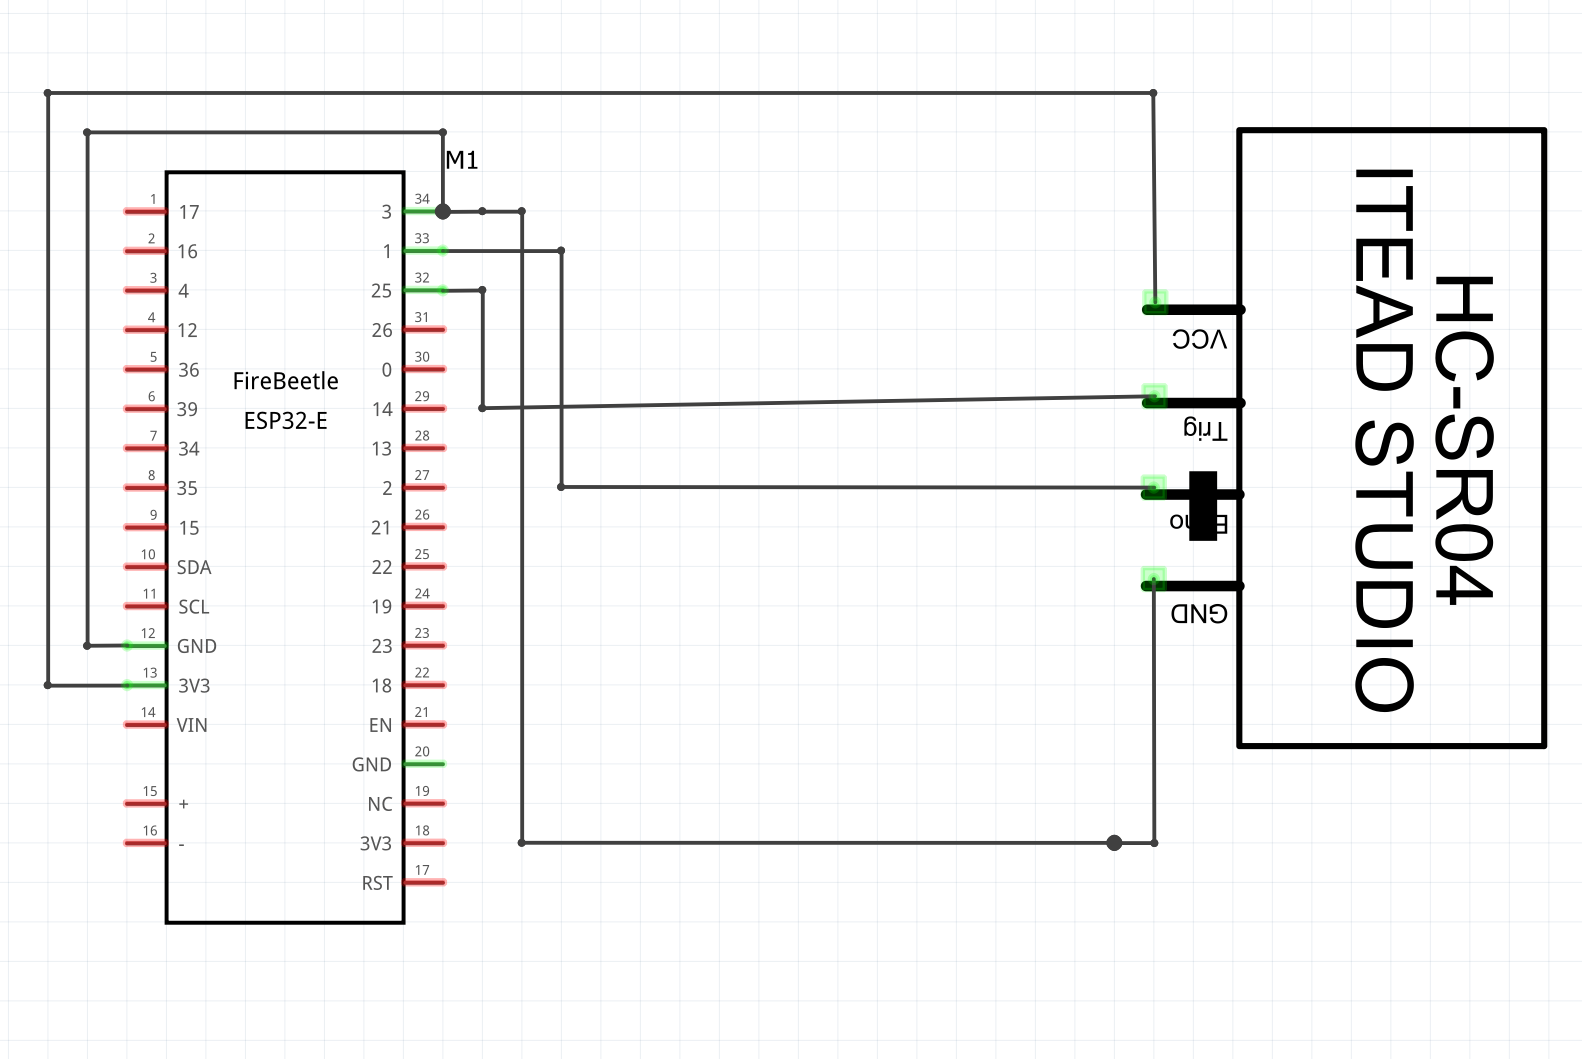 M1
1 17 3 34
2 16 1 33
3 4 25 32
4 12 26 31
5 36 0 30
FireBeetle
6 39 14 29
ESP32-E
7 34 13 28
8 35 2 27
9 15 21 26
10 SDA 22 25
11 SCL 19 24
12 GND 23 23
13 3V3 18 22
14 VIN EN 21
GND 20
15 + NC 19
16 - 3V3 18
RST 17
VCC
Trig
GND
HC-SR04
ITEAD STUDIO